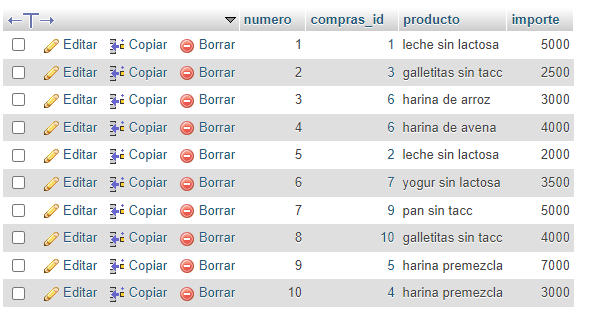 numero compras_id producto importe
Editar Copiar Borrar 1 1 leche sin lactosa 5000
Editar Copiar Borrar 2 3 galletitas sin tacc 2500
Editar Copiar Borrar 3 6 harina de arroz 3000
Editar Copiar Borrar 4 6 harina de avena 4000
Editar Copiar Borrar 5 2 leche sin lactosa 2000
Editar Copiar Borrar 6 7 yogur sin lactosa 3500
Editar Copiar Borrar 7 9 pan sin tacc 5000
Editar Copiar Borrar 8 10 galletitas sin tacc 4000
Editar Copiar Borrar 9 5 harina premezcla 7000
Editar Copiar Borrar 10 4 harina premezcla 3000